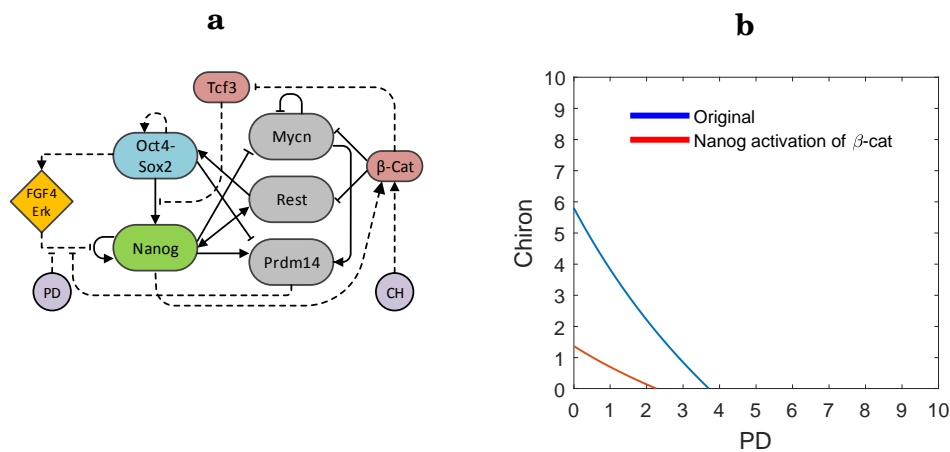 a
b
Tcf3
Mycn
Oct4-
Sox2
β-Cat
FGF4
Erk
Rest
Nanog
Prdm14
PD
CH
10
9
8
7
6
5
4
3
2
1
0
Chiron
Original
Nanog activation of β-cat
0 1 2 3 4 5 6 7 8 9 10
PD